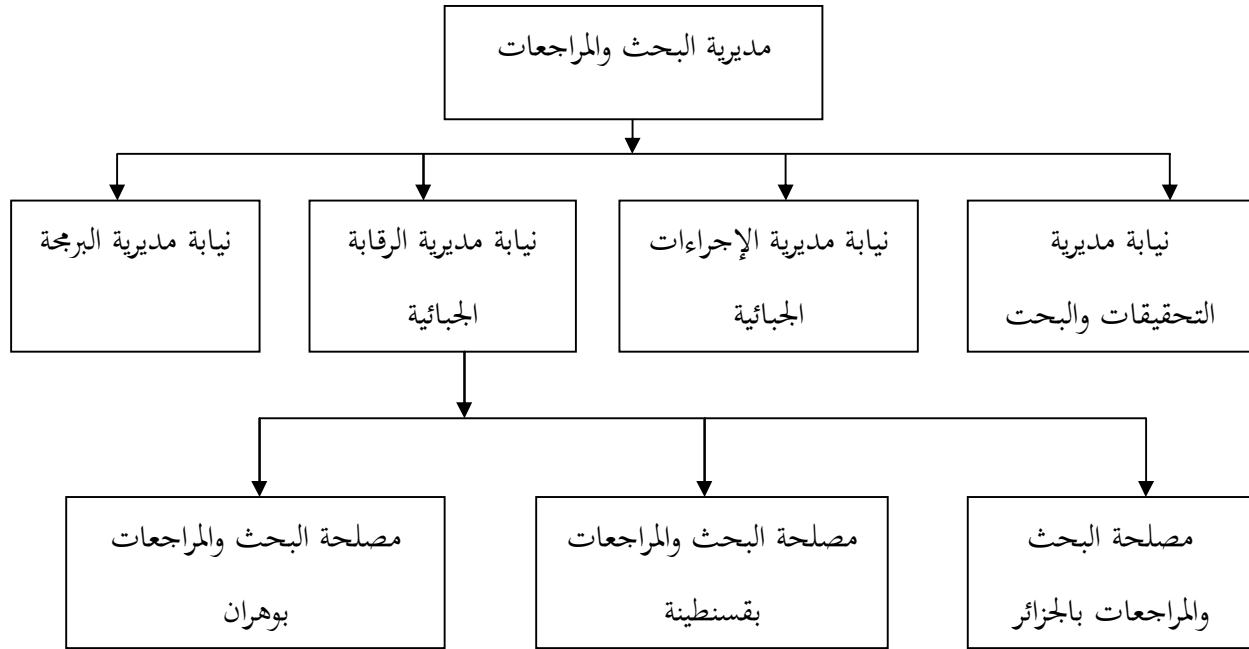 مديرية البحث والمراجعات
نيابة مديرية
التحقيقات والبحت
نيابة مديرية الإجراءات
الجبائية
نيابة مديرية الرقابة
الجبائية
نيابة مديرية البرمجة
مصلحة البحث
والمراجعات بالجزائر
مصلحة البحث والمراجعات
بقسنطينة
مصلحة البحث والمراجعات
بوهران